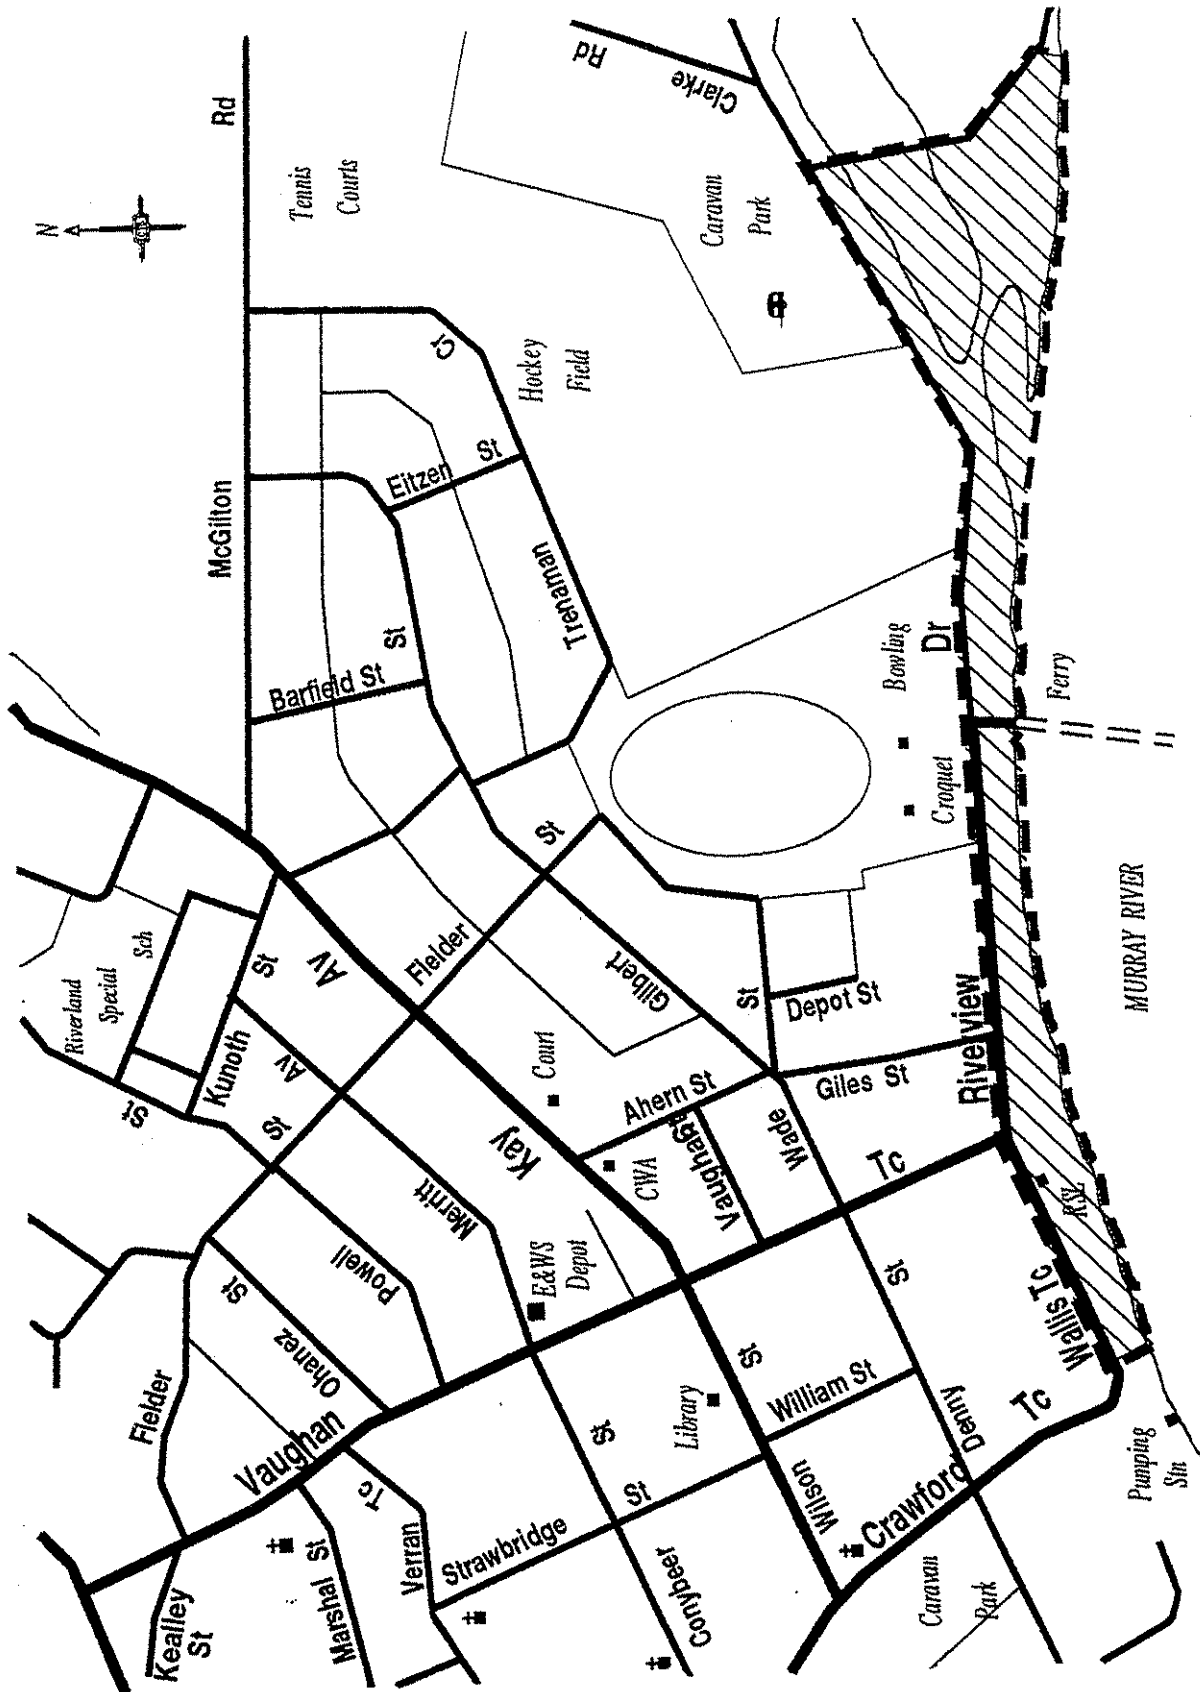 N
Rd
McGilton
Tennis
Courts
Clarke
Rd
Caravan
Park
Cr
Hockey
Field
Eitzen St
Trenaman
St
Barfield St
Bowling
Dr
Ferry
Croquet
St
Fielder
Gilbert
St
Depot St
Riverview
MURRAY RIVER
Giles St
Riverland
Special
Sch
St
Av
Kunoth
Av
St
St
Court
Ahern St
Kay
CWA
Vaughan
Wade
Tc
RSL
Merritt
Powell
E&WS
Depot
St
Ohanez
Fielder
Vaughan
Tc
St
William St
St
Wallis Tc
Library
St
St
Denny
Tc
Wilson
Crawford
Pumping
Stn
Verran
Strawbridge
Conybeer
Marshal St
Kealley
St
Caravan
Park